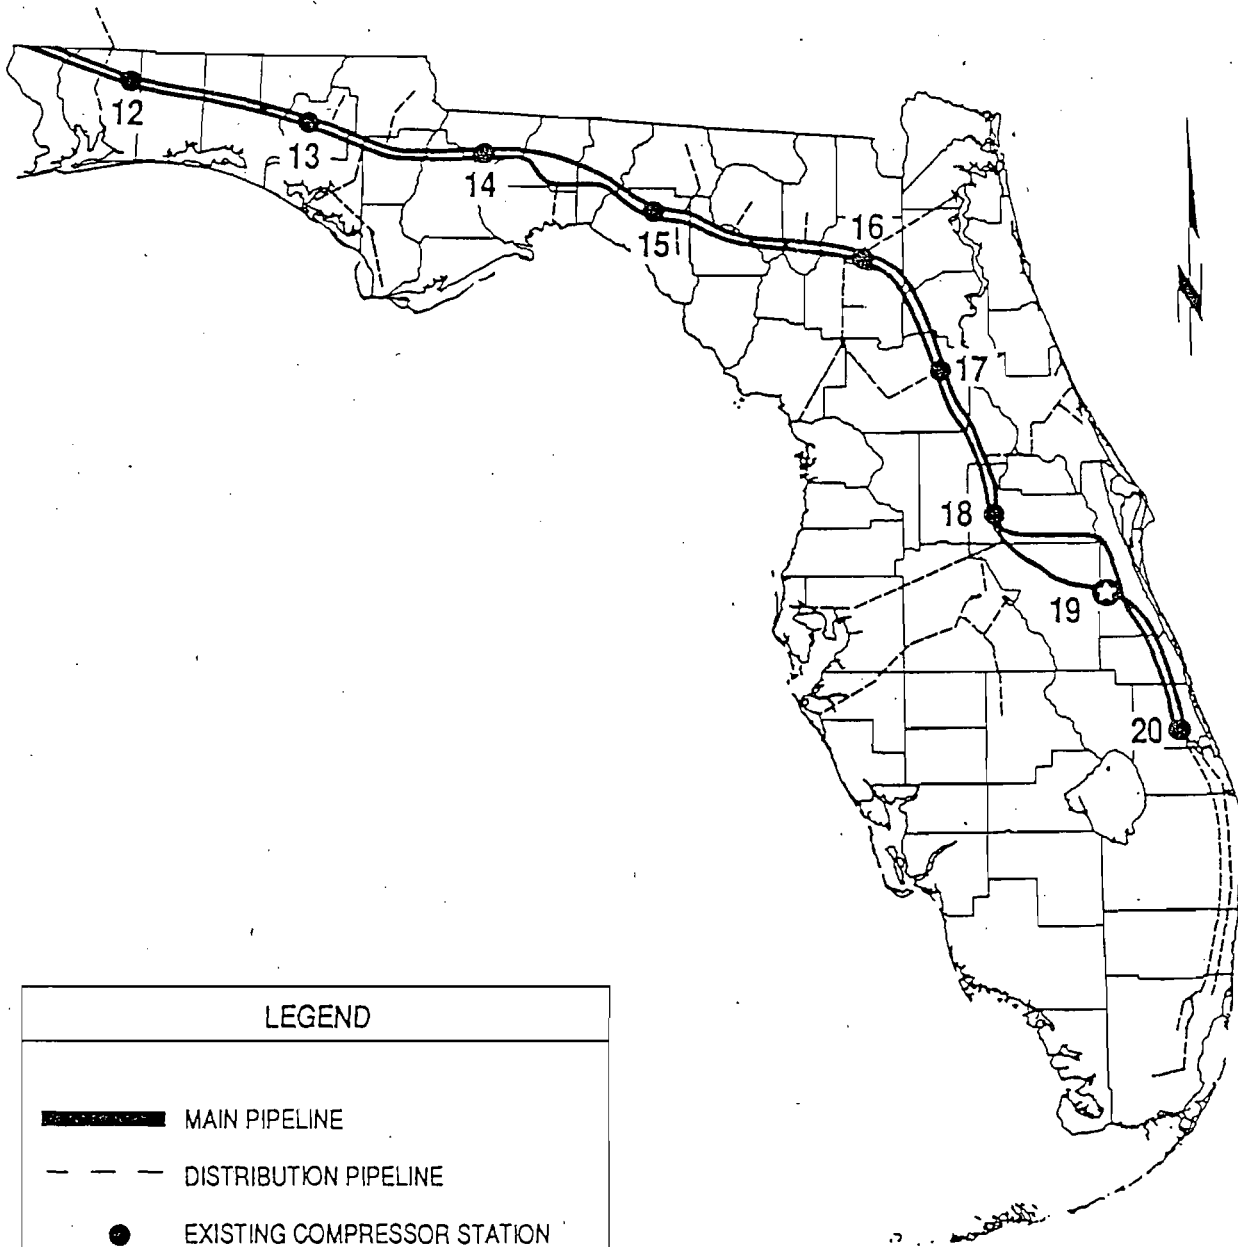 12
13
14
15
16
17
18
19
20
N
LEGEND
MAIN PIPELINE
DISTRIBUTION PIPELINE
EXISTING COMPRESSOR STATION